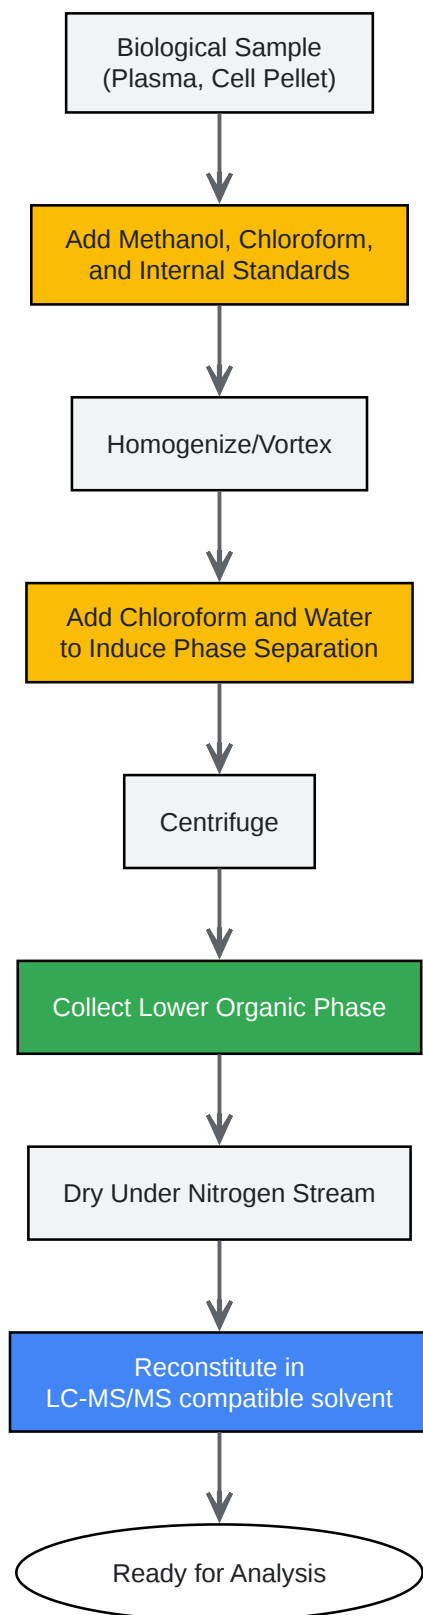 Biological Sample
(Plasma, Cell Pellet)
Add Methanol, Chloroform,
and Internal Standards
Homogenize/Vortex
Add Chloroform and Water
to Induce Phase Separation
Centrifuge
Collect Lower Organic Phase
Dry Under Nitrogen Stream
Reconstitute in
LC-MS/MS compatible solvent
Ready for Analysis